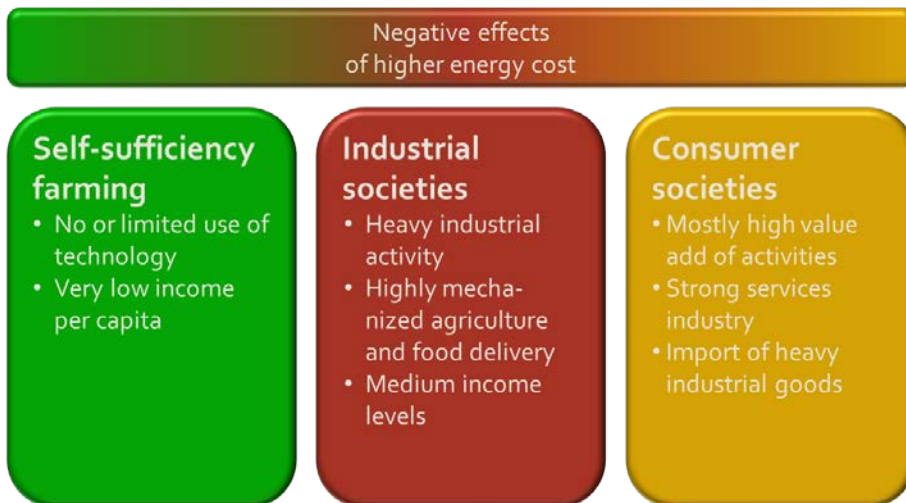 Negative effects
of higher energy cost
Self-sufficiency
farming
• No or limited use of
technology
• Very low income
per capita
Industrial
societies
• Heavy industrial
activity
• Highly mecha-
nized agriculture
and food delivery
• Medium income
levels
Consumer
societies
• Mostly high value
add of activities
• Strong services
industry
• Import of heavy
industrial goods